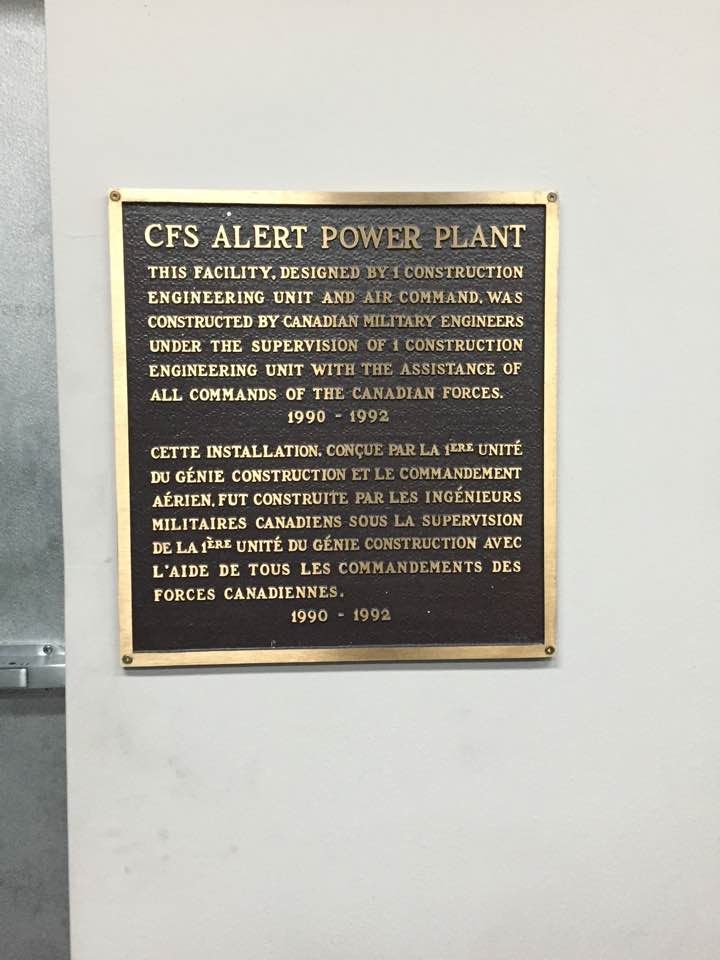 CFS ALERT POWER PLANT
THIS FACILITY, DESIGNED BY 1 CONSTRUCTION
ENGINEERING UNIT AND AIR COMMAND, WAS
CONSTRUCTED BY CANADIAN MILITARY ENGINEERS
UNDER THE SUPERVISION OF 1 CONSTRUCTION
ENGINEERING UNIT WITH THE ASSISTANCE OF
ALL COMMANDS OF THE CANADIAN FORCES.
1990 - 1992
CETTE INSTALLATION, CONÇUE PAR LA 1ÈRE UNITÉ
DU GÉNIE CONSTRUCTION ET LE COMMANDEMENT
AÉRIEN, FUT CONSTRUITE PAR LES INGÉNIEURS
MILITAIRES CANADIENS SOUS LA SUPERVISION
DE LA 1ÈRE UNITÉ DU GÉNIE CONSTRUCTION AVEC
L'AIDE DE TOUS LES COMMANDEMENTS DES
FORCES CANADIENNES.
1990 - 1992